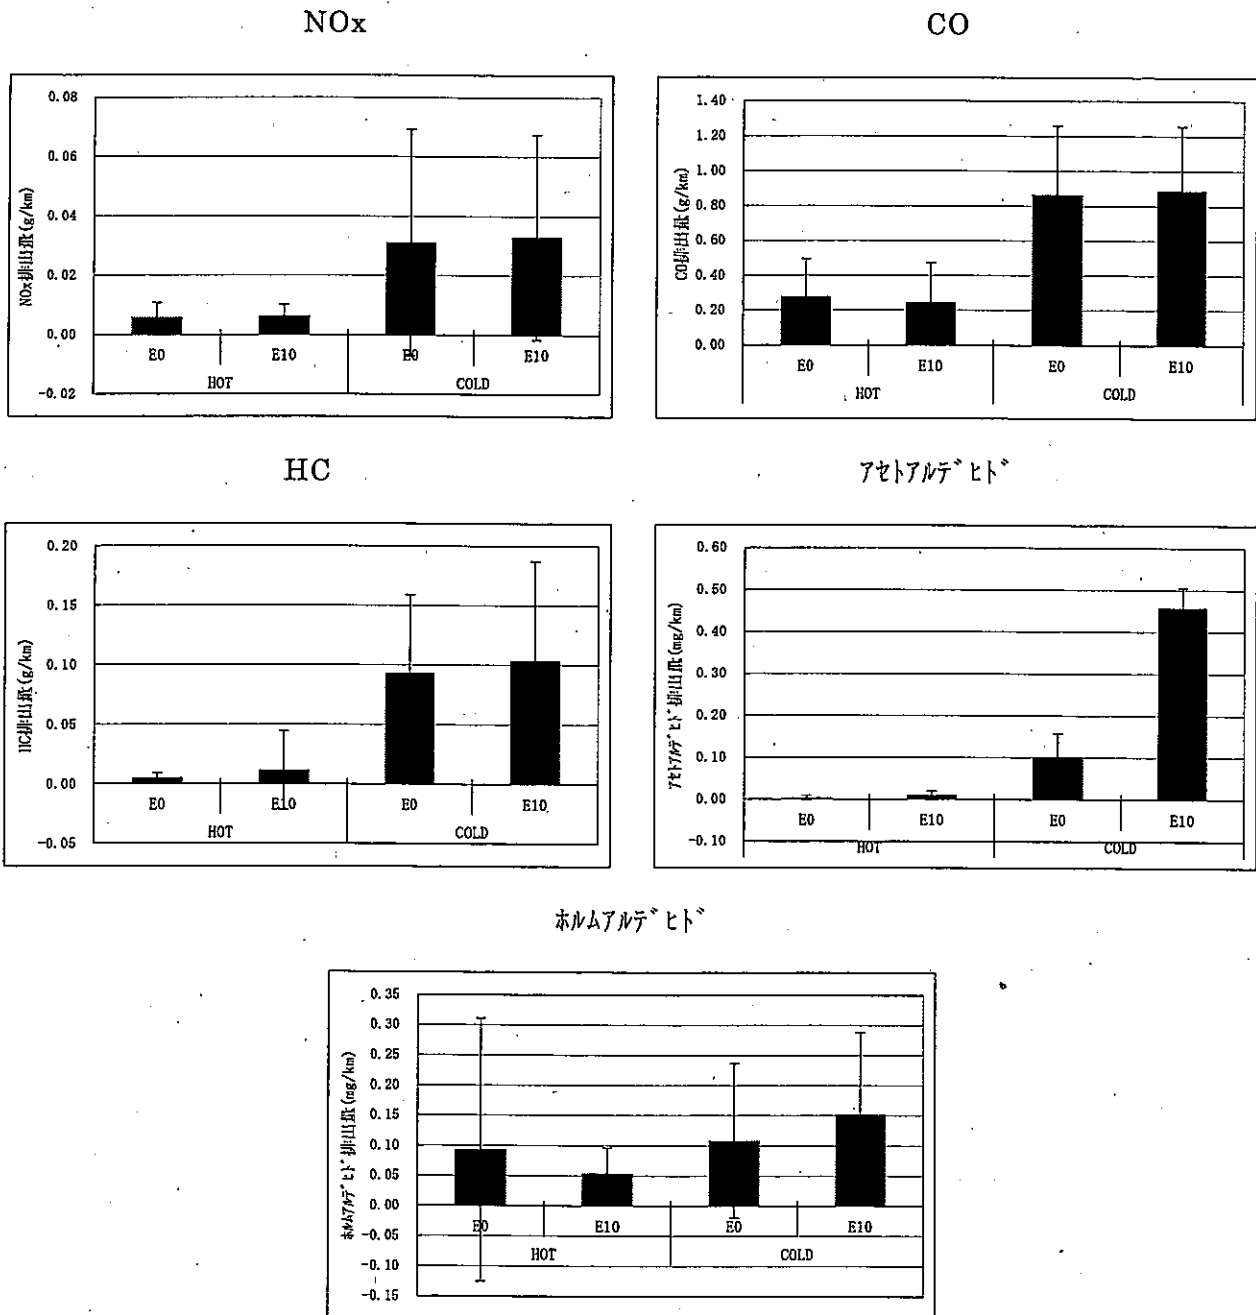 NOx
CO
NOx排出量(g/km)
0.08
0.06
0.04
0.02
0.00
-0.02
E0 E10 E0 E10
HOT COLD
CO排出量(g/km)
1.40
1.20
1.00
0.80
0.60
0.40
0.20
0.00
E0 E10 E0 E10
HOT COLD
HC
アセトアルデヒド
HC排出量(g/km)
0.20
0.15
0.10
0.05
0.00
-0.05
E0 E10 E0 E10
HOT COLD
アセトアルデヒド排出量(mg/km)
0.60
0.50
0.40
0.30
0.20
0.10
0.00
-0.10
E0 E10 E0 E10
HOT COLD
ホルムアルデヒド
ホルムアルデヒド排出量(mg/km)
0.35
0.30
0.25
0.20
0.15
0.10
0.05
0.00
-0.05
-0.10
-0.15
E0 E10 E0 E10
HOT COLD